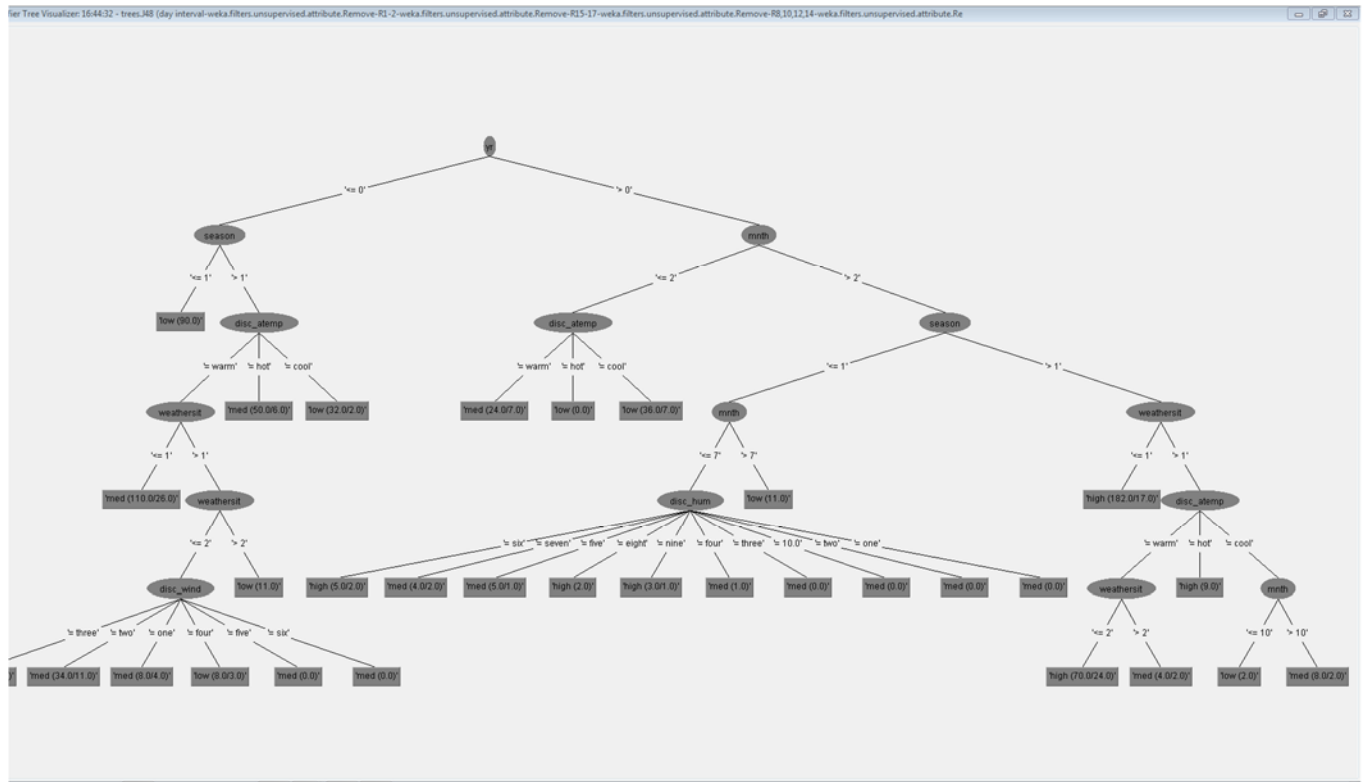 fier Tree Visualizer: 16:44:32 - trees.J48 (day interval-weka.filters.unsupervised.attribute.Remove-R1-2-weka.filters.unsupervised.attribute.Remove-R15-17-weka.filters.unsupervised.attribute.Remove-R8,10,12,14-weka.filters.unsupervised.attribute.Re
yr
'<= 0' '> 0'
season mnth
'<= 1' '> 1' '<= 2' '> 2'
'low (90.0)' disc_atemp disc_atemp season
'= warm' '= hot' '= cool' '= warm' '= hot' '= cool' '<= 1' '> 1'
weathersit 'med (50.0/6.0)' 'low (32.0/2.0)' 'med (24.0/7.0)' 'low (0.0)' 'low (36.0/7.0)' mnth weathersit
'<= 1' '> 1' '<= 7' '> 7' '<= 1' '> 1'
'med (110.0/26.0)' weathersit disc_hum 'low (11.0)' 'high (182.0/17.0)' disc_atemp
'<= 2' '> 2' '= six' '= seven' '= five' '= eight' '= nine' '= four' '= three' '= 10.0' '= two' '= one' '= warm' '= hot' '= cool'
disc_wind 'low (11.0)' 'high (5.0/2.0)' 'med (4.0/2.0)' 'med (5.0/1.0)' 'high (2.0)' 'high (3.0/1.0)' 'med (1.0)' 'med (0.0)' 'med (0.0)' 'med (0.0)' 'med (0.0)' weathersit 'high (9.0)' mnth
'= three' '= two' '= one' '= four' '= five' '= six' '<= 2' '> 2' '<= 10' '> 10'
)' 'med (34.0/11.0)' 'med (8.0/4.0)' 'low (8.0/3.0)' 'med (0.0)' 'med (0.0)' 'high (70.0/24.0)' 'med (4.0/2.0)' 'low (2.0)' 'med (8.0/2.0)'